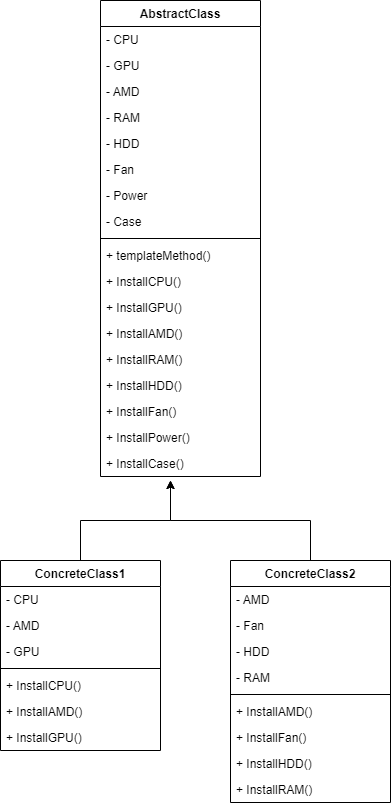 AbstractClass
- CPU
- GPU
- AMD
- RAM
- HDD
- Fan
- Power
- Case
+ templateMethod()
+ InstallCPU()
+ InstallGPU()
+ InstallAMD()
+ InstallRAM()
+ InstallHDD()
+ InstallFan()
+ InstallPower()
+ InstallCase()
ConcreteClass1
- CPU
- AMD
- GPU
+ InstallCPU()
+ InstallAMD()
+ InstallGPU()
ConcreteClass2
- AMD
- Fan
- HDD
- RAM
+ InstallAMD()
+ InstallFan()
+ InstallHDD()
+ InstallRAM()